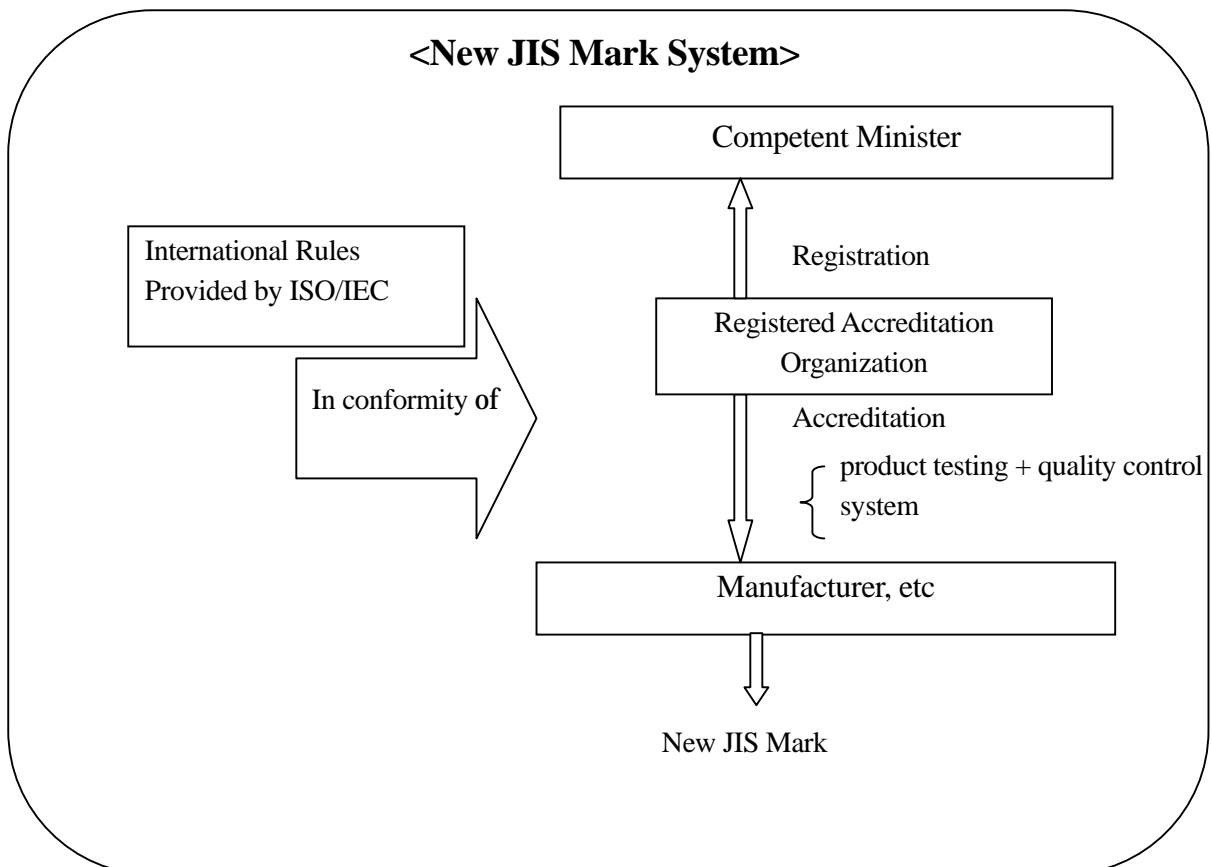 <New JIS Mark System>
Competent Minister
International Rules
Provided by ISO/IEC
Registration
Registered Accreditation
Organization
In conformity of
Accreditation
product testing + quality control
system
Manufacturer, etc
New JIS Mark